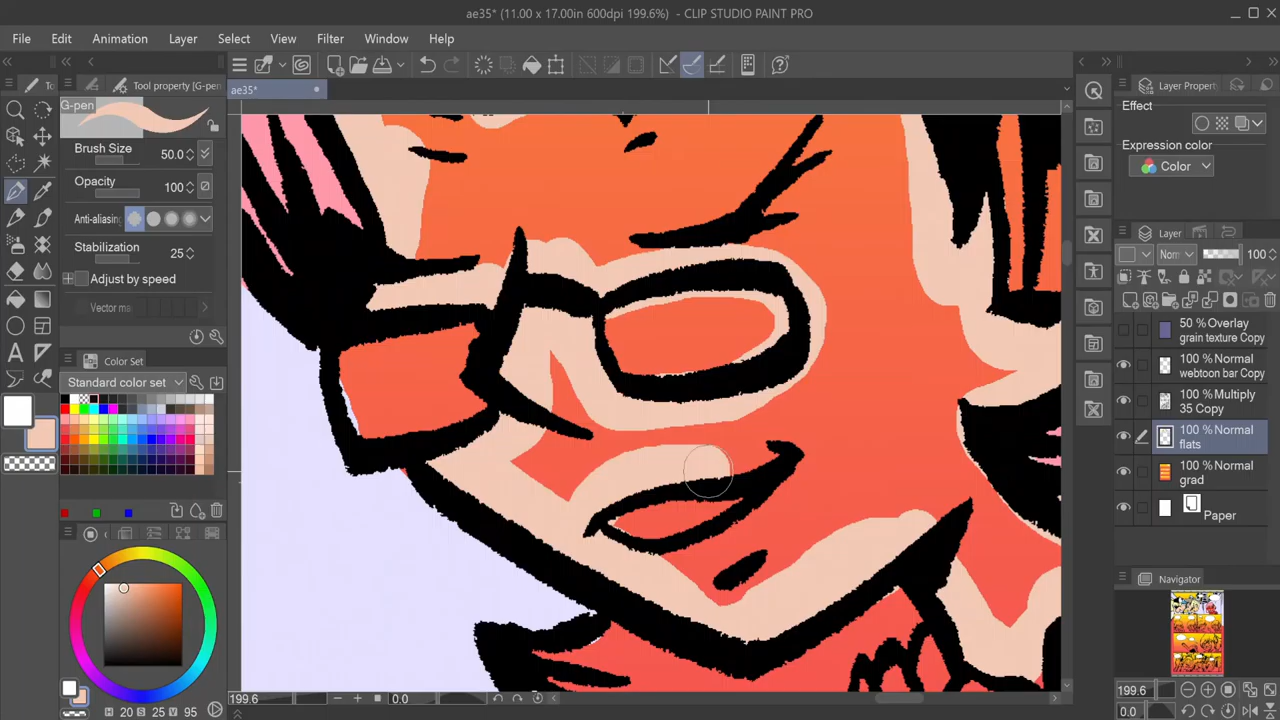 ae35* (11.00 x 17.00in 600dpi 199.6%) - CLIP STUDIO PAINT PRO
File Edit Animation Layer Select View Filter Window Help
Tool property [G-pen
ae35*
Layer Propert
G-pen
Effect
Brush Size 50.0
Expression color
Color
Opacity 100
Anti-aliasing
Layer
Stabilization 25
Norm 100
Adjust by speed
Vector ma
50 % Overlay
grain texture Copy
100 % Normal
webtoon bar Copy
Color Set
Standard color set
100 % Multiply
35 Copy
100 % Normal
flats
100 % Normal
grad
Paper
Navigator
199.6 0.0
199.6
H 20 S 25 V 95
0.0